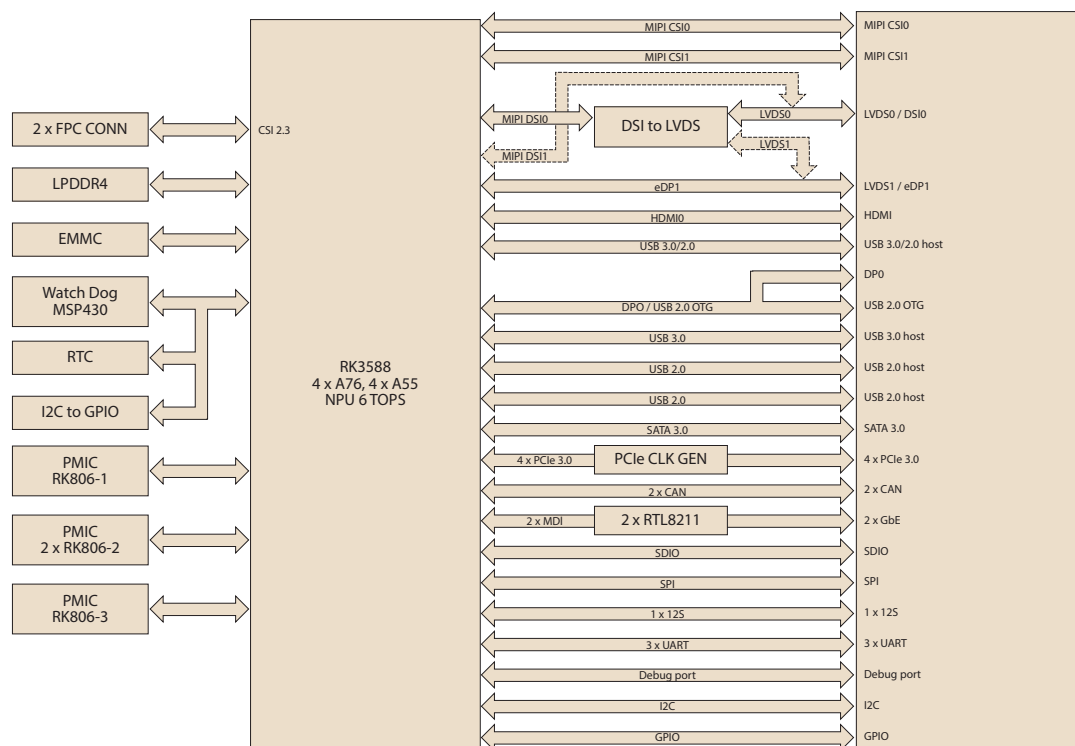 2 x FPC CONN
LPDDR4
EMMC
Watch Dog
MSP430
RTC
I2C to GPIO
PMIC
RK806-1
PMIC
2 x RK806-2
PMIC
RK806-3
CSI 2.3
RK3588
4 x A76, 4 x A55
NPU 6 TOPS
MIPI CSI0
MIPI CSI1
MIPI DSI0
DSI to LVDS
LVDS0
LVDS1
MIPI DSI1
eDP1
HDMI0
USB 3.0/2.0
DPO / USB 2.0 OTG
USB 3.0
USB 2.0
USB 2.0
SATA 3.0
4 x PCIe 3.0
PCIe CLK GEN
2 x CAN
2 x MDI
2 x RTL8211
SDIO
SPI
1 x 12S
3 x UART
Debug port
I2C
GPIO
MIPI CSI0
MIPI CSI1
LVDS0 / DSI0
LVDS1 / eDP1
HDMI
USB 3.0/2.0 host
DP0
USB 2.0 OTG
USB 3.0 host
USB 2.0 host
USB 2.0 host
SATA 3.0
4 x PCIe 3.0
2 x CAN
2 x GbE
SDIO
SPI
1 x 12S
3 x UART
Debug port
I2C
GPIO